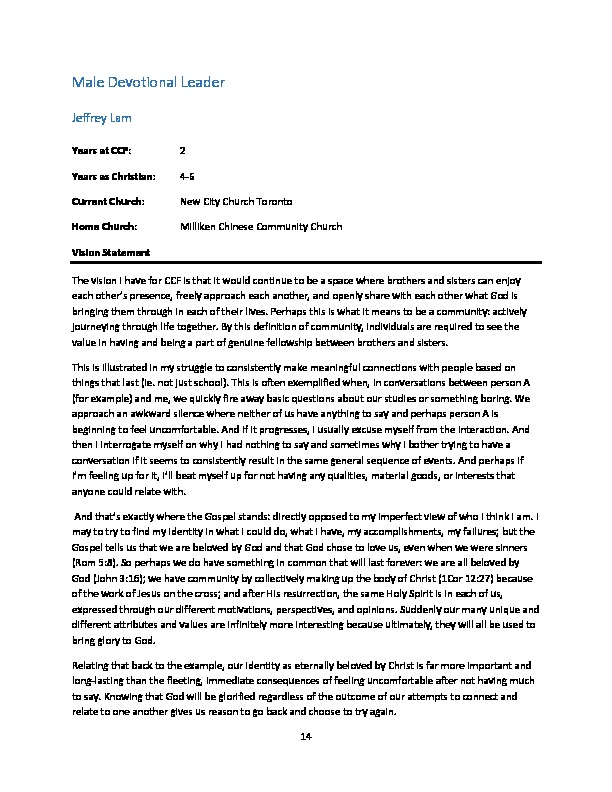 Male Devotional Leader
Jeffrey Lam
Years at CCF: 2
Years as Christian: 4-5
Current Church: New City Church Toronto
Home Church: Milliken Chinese Community Church
Vision Statement
The vision I have for CCF is that it would continue to be a space where brothers and sisters can enjoy
each other's presence, freely approach each another, and openly share with each other what God is
bringing them through in each of their lives. Perhaps this is what it means to be a community: actively
journeying through life together. By this definition of community, individuals are required to see the
value in having and being a part of genuine fellowship between brothers and sisters.
This is illustrated in my struggle to consistently make meaningful connections with people based on
things that last (ie. not just school). This is often exemplified when, in conversations between person A
(for example) and me, we quickly fire away basic questions about our studies or something boring. We
approach an awkward silence where neither of us have anything to say and perhaps person A is
beginning to feel uncomfortable. And if it progresses, I usually excuse myself from the interaction. And
then I interrogate myself on why I had nothing to say and sometimes why I bother trying to have a
conversation if it seems to consistently result in the same general sequence of events. And perhaps if
I'm feeling up for it, I'll beat myself up for not having any qualities, material goods, or interests that
anyone could relate with.
And that's exactly where the Gospel stands: directly opposed to my imperfect view of who I think I am. I
may to try to find my identity in what I could do, what I have, my accomplishments, my failures; but the
Gospel tells us that we are beloved by God and that God chose to love us, even when we were sinners
(Rom 5:8). So perhaps we do have something in common that will last forever: we are all beloved by
God (John 3:16); we have community by collectively making up the body of Christ (1Cor 12:27) because
of the work of Jesus on the cross; and after His resurrection, the same Holy Spirit is in each of us,
expressed through our different motivations, perspectives, and opinions. Suddenly our many unique and
different attributes and values are infinitely more interesting because ultimately, they will all be used to
bring glory to God.
Relating that back to the example, our identity as eternally beloved by Christ is far more important and
long-lasting than the fleeting, immediate consequences of feeling uncomfortable after not having much
to say. Knowing that God will be glorified regardless of the outcome of our attempts to connect and
relate to one another gives us reason to go back and choose to try again.
14